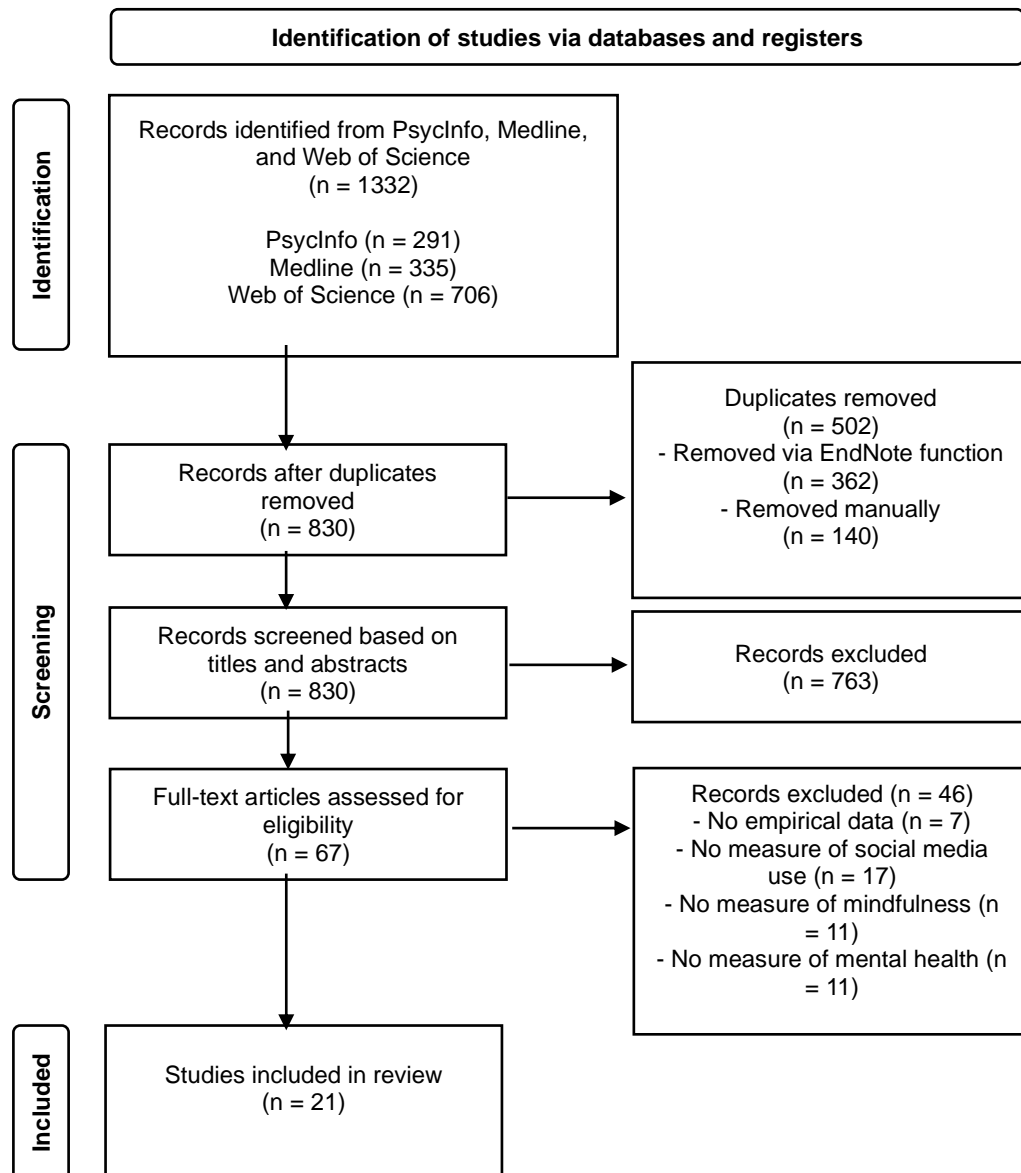 Identification of studies via databases and registers
Identification
Records identified from PsycInfo, Medline,
and Web of Science
(n = 1332)
PsycInfo (n = 291)
Medline (n = 335)
Web of Science (n = 706)
Screening
Records after duplicates
removed
(n = 830)
Duplicates removed
(n = 502)
- Removed via EndNote function
(n = 362)
- Removed manually
(n = 140)
Records screened based on
titles and abstracts
(n = 830)
Records excluded
(n = 763)
Full-text articles assessed for
eligibility
(n = 67)
Records excluded (n = 46)
- No empirical data (n = 7)
- No measure of social media
use (n = 17)
- No measure of mindfulness (n
= 11)
- No measure of mental health (n
= 11)
Included
Studies included in review
(n = 21)